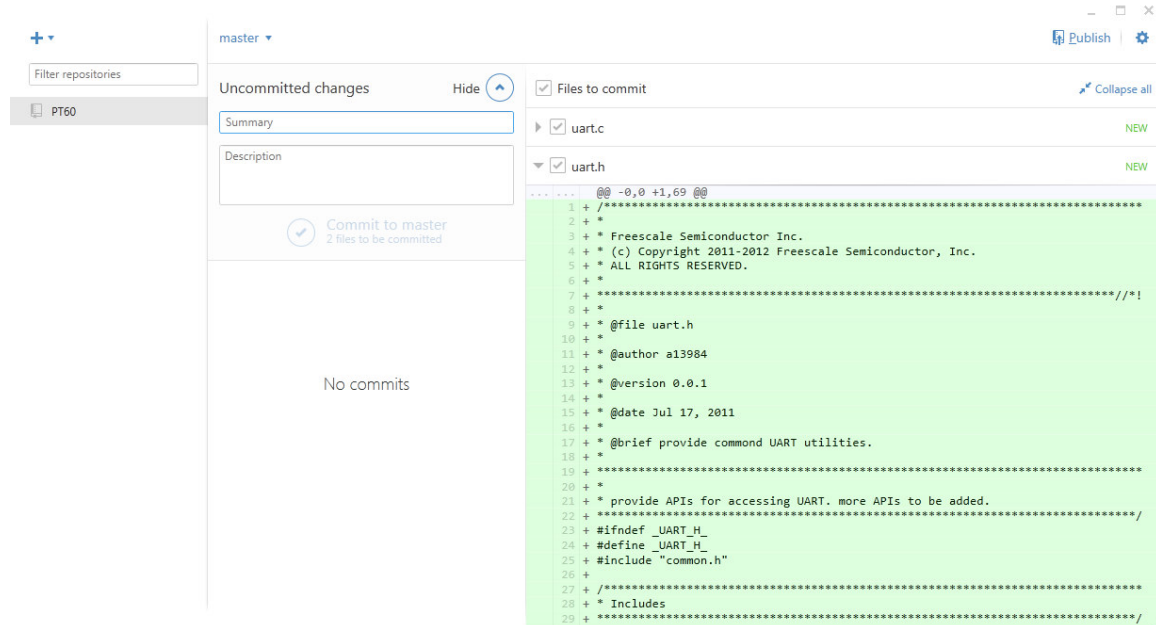 master
Publish
Filter repositories
PT60
Uncommitted changes
Hide
Summary
Description
Commit to master
2 files to be committed
No commits
Files to commit
Collapse all
uart.c
NEW
uart.h
NEW
... ... @@ -0,0 +1,69 @@
1 + /******************************************************************************
2 + *
3 + * Freescale Semiconductor Inc.
4 + * (c) Copyright 2011-2012 Freescale Semiconductor, Inc.
5 + * ALL RIGHTS RESERVED.
6 + *
7 + ***************************************************************************//*!
8 + *
9 + * @file uart.h
10 + *
11 + * @author a13984
12 + *
13 + * @version 0.0.1
14 + *
15 + * @date Jul 17, 2011
16 + *
17 + * @brief provide commond UART utilities.
18 + *
19 + *******************************************************************************
20 + *
21 + * provide APIs for accessing UART. more APIs to be added.
22 + ******************************************************************************/
23 + #ifndef _UART_H_
24 + #define _UART_H_
25 + #include "common.h"
26 +
27 + /******************************************************************************
28 + * Includes
29 + ******************************************************************************/